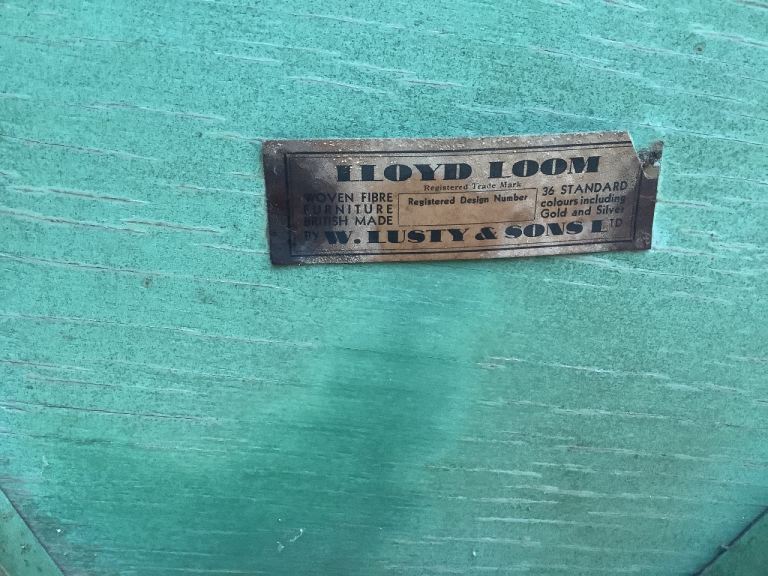 LLOYD LOOM
Registered Trade Mark
WOVEN FIBRE
FURNITURE
BRITISH MADE
BY
Registered Design Number
36 STANDARD
colours including
Gold and Silver
W. LUSTY & SONS LTD